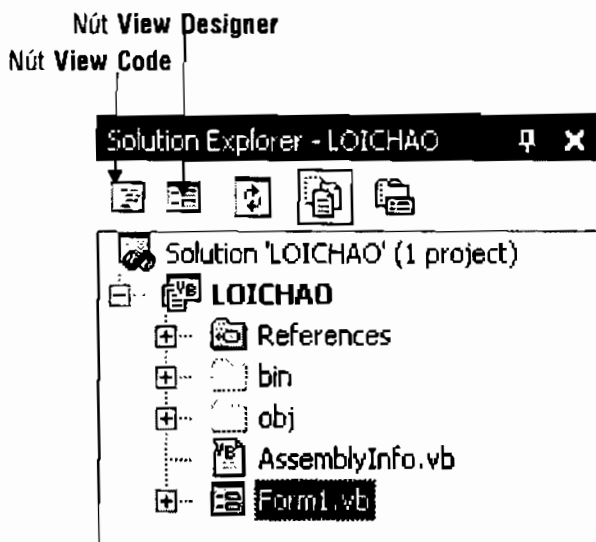 Nút View Designer
Nút View Code
Solution Explorer - LOICHAO
Solution 'LOICHAO' (1 project)
LOICHAO
References
bin
obj
AssemblyInfo.vb
Form1.vb